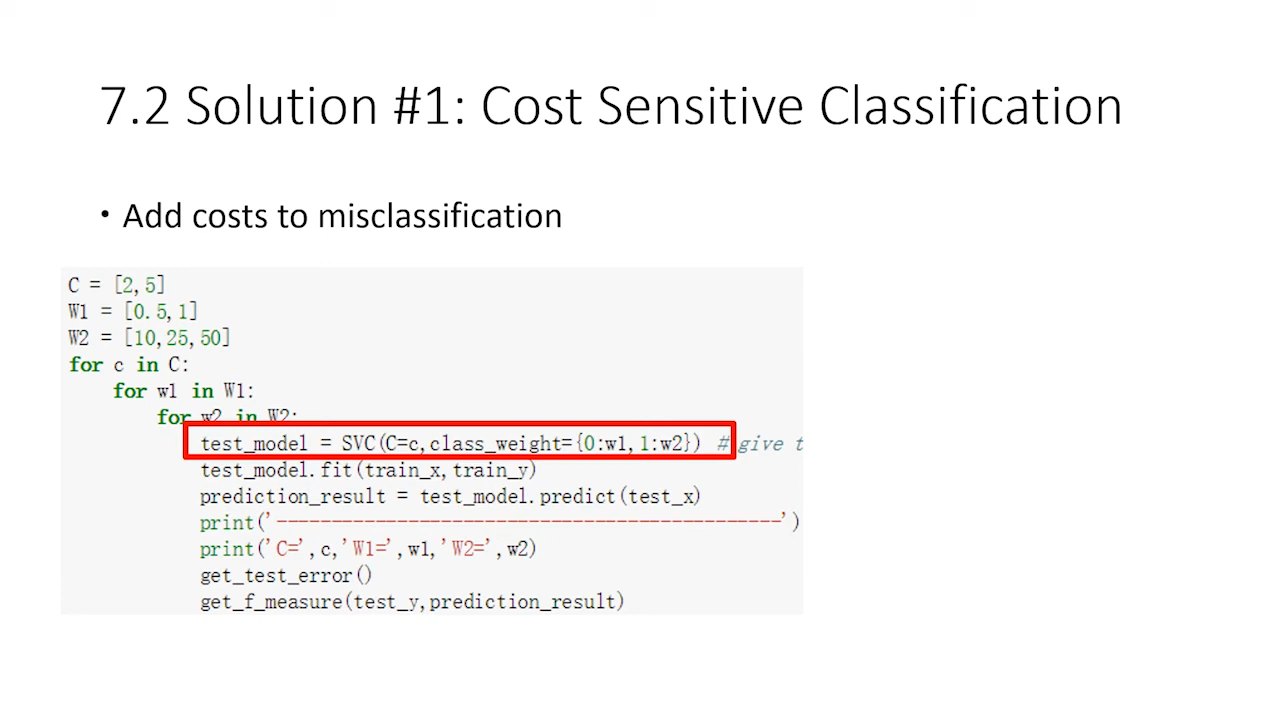 7.2 Solution #1: Cost Sensitive Classification
• Add costs to misclassification
C = [2,5]
W1 = [0.5,1]
W2 = [10,25,50]
for c in C:
for w1 in W1:
for w2 in W2:
test_model = SVC(C=c,class_weight={0:w1,1:w2}) # give t
test_model.fit(train_x,train_y)
prediction_result = test_model.predict(test_x)
print('----------------------------------------------')
print('C=',c,'W1=',w1,'W2=',w2)
get_test_error()
get_f_measure(test_y,prediction_result)